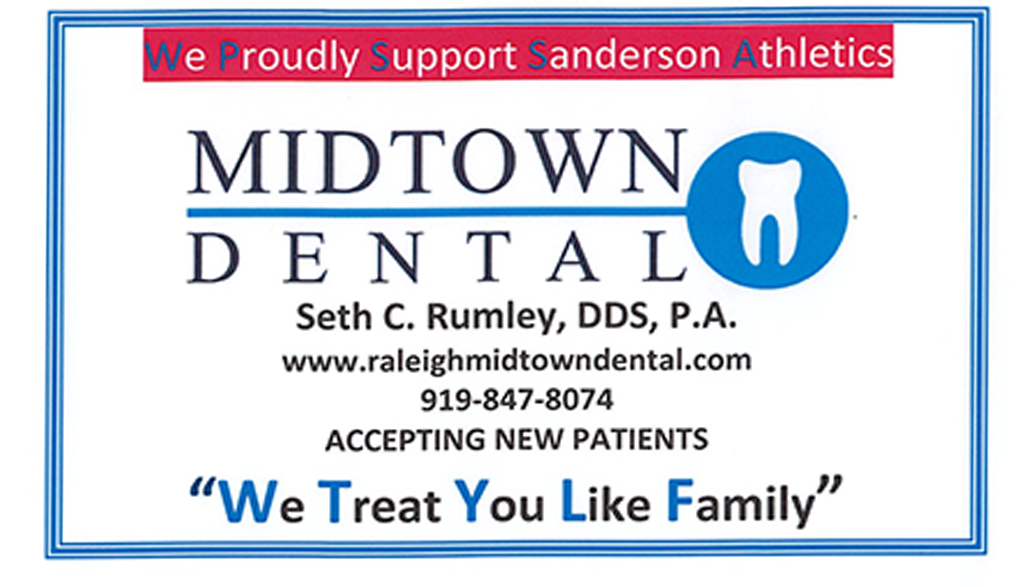 We Proudly Support Sanderson Athletics
MIDTOWN
DENTAL
Seth C. Rumley, DDS, P.A.
www.raleighmidtowndental.com
919-847-8074
ACCEPTING NEW PATIENTS
“We Treat You Like Family”